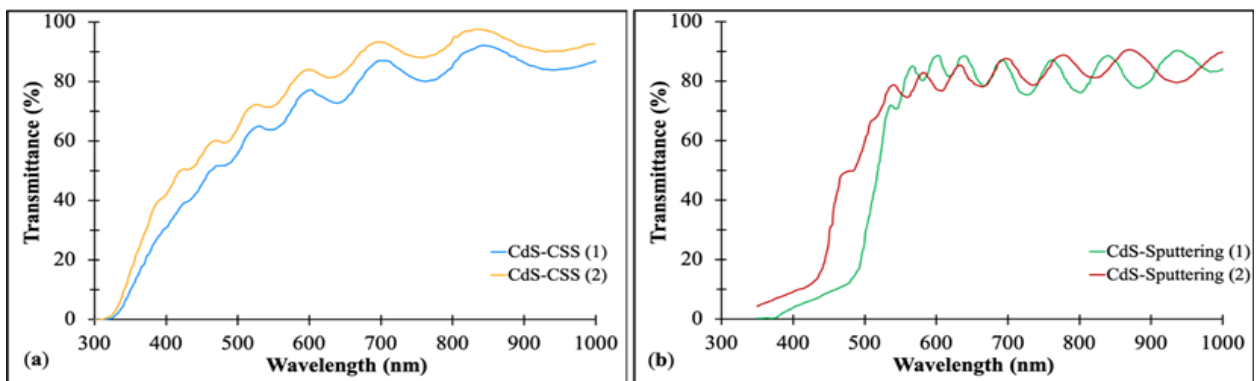 100
80
60
40
20
0
Transmittance (%)
CdS-CSS (1)
CdS-CSS (2)
300 400 500 600 700 800 900 1000
(a)
Wavelength (nm)
100
80
60
40
20
0
Transmittance (%)
CdS-Sputtering (1)
CdS-Sputtering (2)
300 400 500 600 700 800 900 1000
(b)
Wavelength (nm)